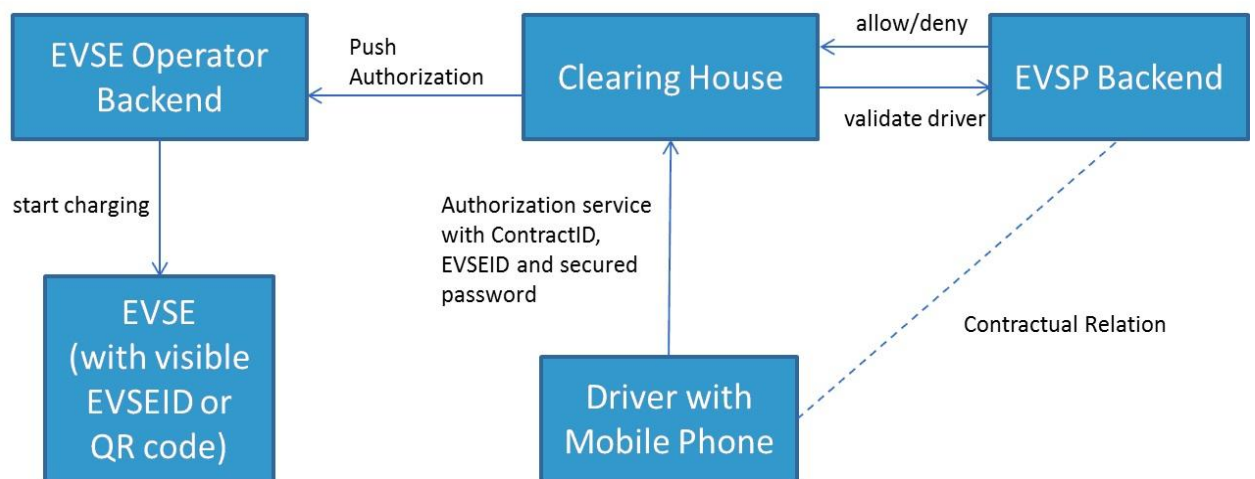 EVSE Operator
Backend
Push
Authorization
Clearing House
allow/deny
validate driver
EVSP Backend
start charging
Authorization service
with ContractID,
EVSEID and secured
password
Contractual Relation
EVSE
(with visible
EVSEID or
QR code)
Driver with
Mobile Phone